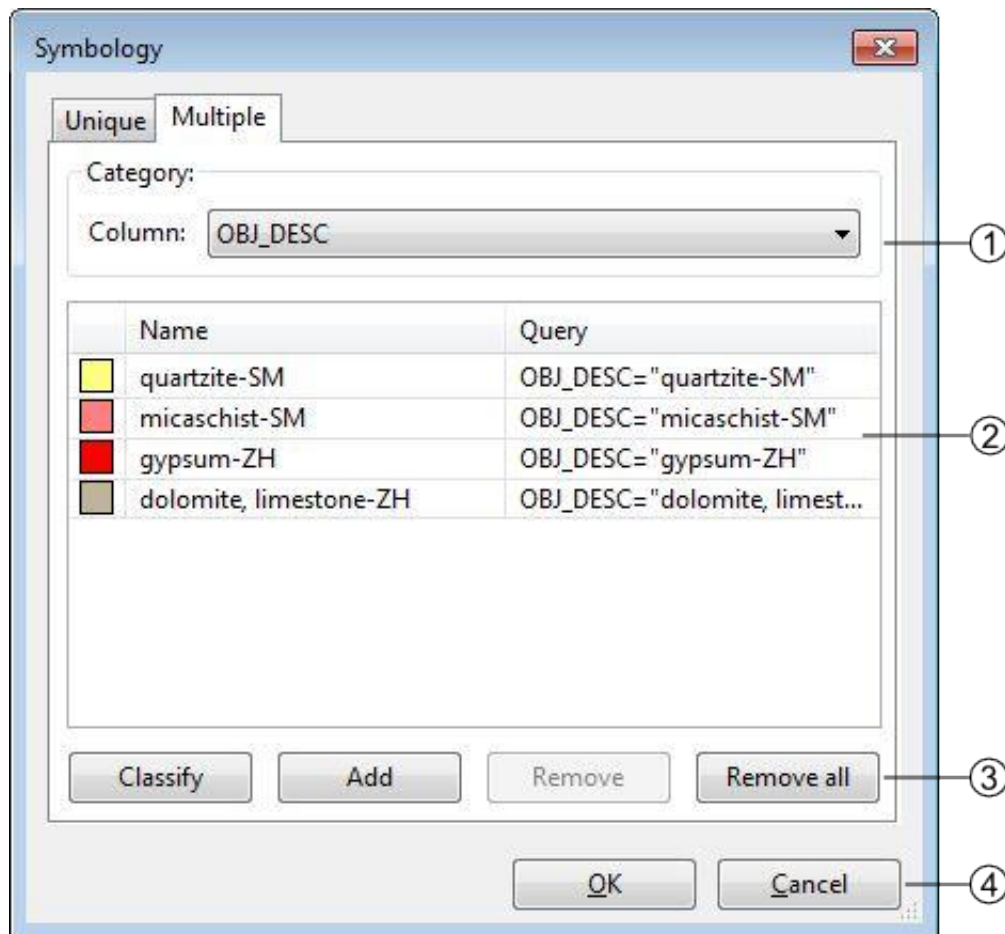 Symbology
Unique Multiple
Category:
Column: OBJ_DESC
1
Name Query
quartzite-SM OBJ_DESC="quartzite-SM"
micaschist-SM OBJ_DESC="micaschist-SM"
2
gypsum-ZH OBJ_DESC="gypsum-ZH"
dolomite, limestone-ZH OBJ_DESC="dolomite, limest...
Classify Add Remove Remove all 3
OK Cancel 4